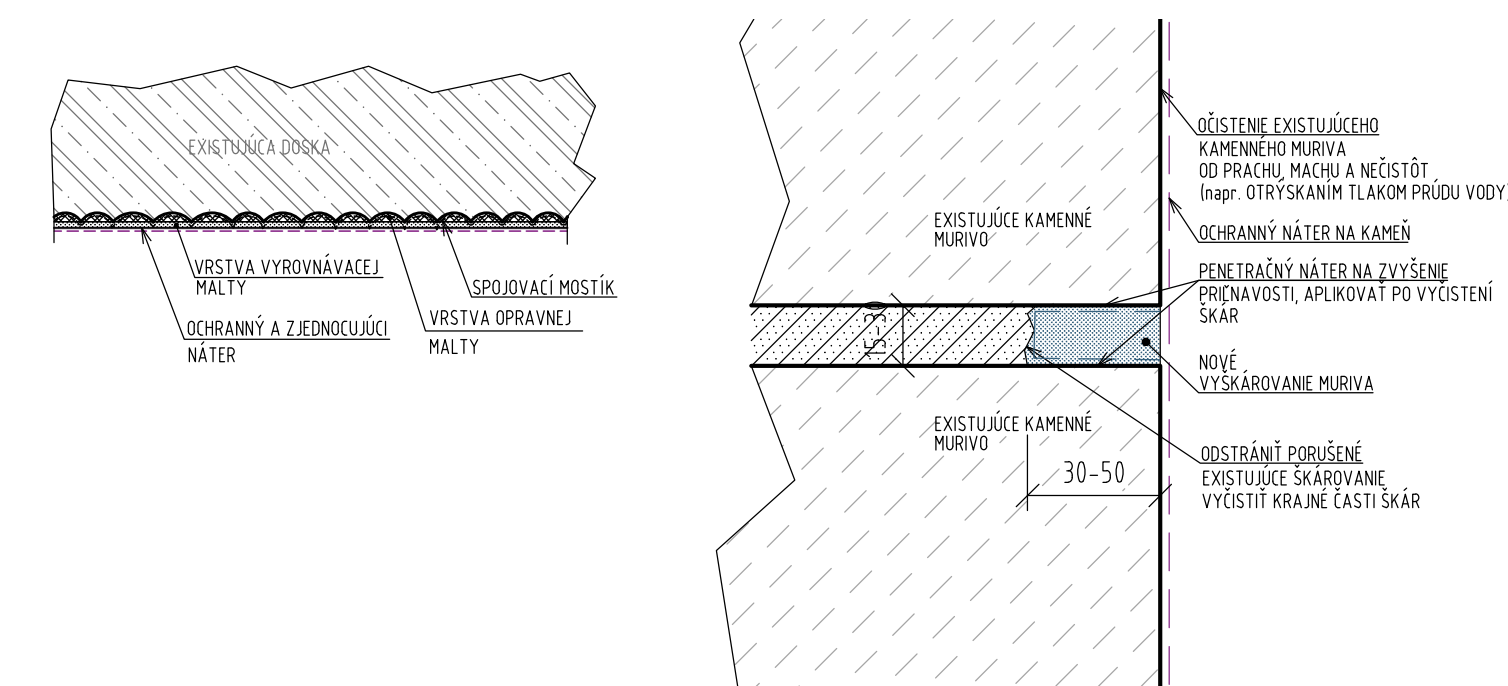 EXISTUJÚCA DOSKA
VRSTVA VYROVNÁVACEJ
MALTY
SPOJOVACÍ MOSTÍK
OCHRANNÝ A ZJEDNOCUJÚCI
NÁTER
VRSTVA OPRAVNEJ
MALTY
OČISTENIE EXISTUJÚCEHO
KAMENNÉHO MURIVA
OD PRACHU, MACHU A NEČISTÔT
(napr. OTRÝSKANÍM TLAKOM PRÚDU VODY)
EXISTUJÚCE KAMENNÉ
MURIVO
OCHRANNÝ NÁTER NA KAMEŇ
PENETRAČNÝ NÁTER NA ZVYŠENIE
PRIĽNAVOSTI, APLIKOVAŤ PO VYČISTENÍ
ŠKÁR
15-30
NOVÉ
VYŠKÁROVANIE MURIVA
EXISTUJÚCE KAMENNÉ
MURIVO
30-50
ODSTRÁNIŤ PORUŠENÉ
EXISTUJÚCE ŠKÁROVANIE
VYČISTIŤ KRAJNÉ ČASTI ŠKÁR